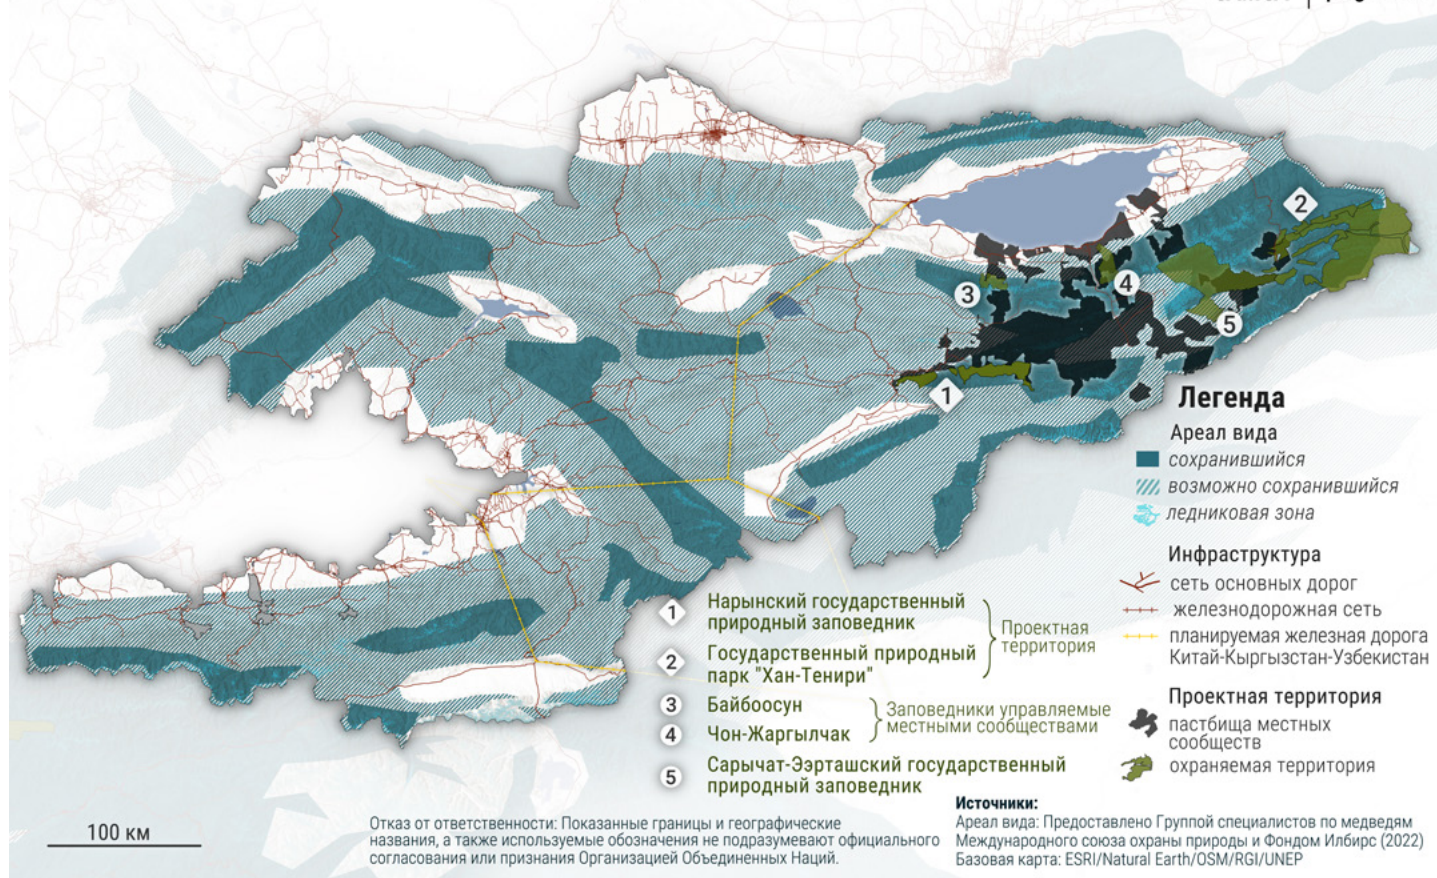 2
3
4
5
1
Легенда
Ареал вида
сохранившийся
возможно сохранившийся
ледниковая зона
Инфраструктура
сеть основных дорог
железнодорожная сеть
планируемая железная дорога
Китай-Кыргызстан-Узбекистан
Проектная территория
пастбища местных
сообществ
охраняемая территория
1 Нарынский государственный
природный заповедник
2 Государственный природный
парк "Хан-Тенири"
Проектная
территория
3 Байбоосун
4 Чон-Жаргылчак
Заповедники управляемые
местными сообществами
5 Сарычат-Ээрташский государственный
природный заповедник
100 км
Отказ от ответственности: Показанные границы и географические
названия, а также используемые обозначения не подразумевают официального
согласования или признания Организацией Объединенных Наций.
Источники:
Ареал вида: Предоставлено Группой специалистов по медведям
Международного союза охраны природы и Фондом Илбирс (2022)
Базовая карта: ESRI/Natural Earth/OSM/RGI/UNEP